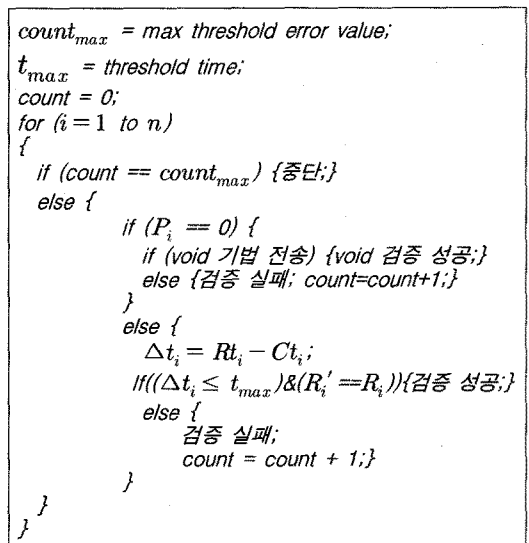 count_max = max threshold error value;
t_max = threshold time;
count = 0;
for (i = 1 to n)
{
if (count == count_max) {중단;}
else {
if (P_i == 0) {
if (void 기법 전송) {void 검증 성공;}
else {검증 실패; count=count+1;}
}
else {
△t_i = Rt_i − Ct_i;
If((△t_i ≤ t_max)&(R_i' ==R_i)){검증 성공;}
else {
검증 실패;
count = count + 1;}
}
}
}